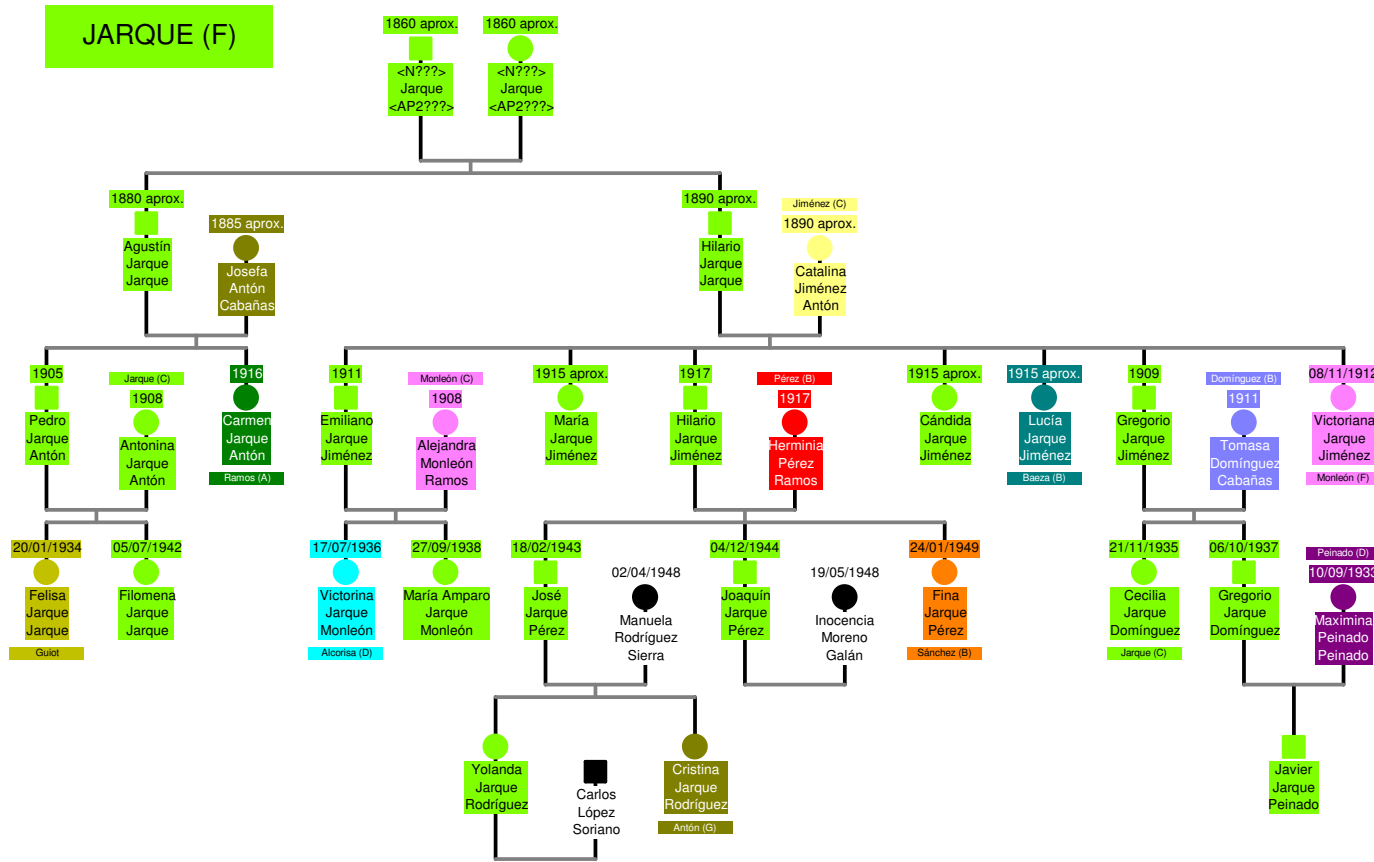 JARQUE (F)
1860 aprox.
<N???>
Jarque
<AP2???>
1860 aprox.
<N???>
Jarque
<AP2???>
1880 aprox.
Agustín
Jarque
Jarque
1885 aprox.
Josefa
Antón
Cabañas
1890 aprox.
Hilario
Jarque
Jarque
Jiménez (C)
1890 aprox.
Catalina
Jiménez
Antón
1905
Pedro
Jarque
Antón
Jarque (C)
1908
Antonina
Jarque
Antón
1916
Carmen
Jarque
Antón
Ramos (A)
1911
Emiliano
Jarque
Jiménez
Monleón (C)
1908
Alejandra
Monleón
Ramos
1915 aprox.
María
Jarque
Jiménez
1917
Hilario
Jarque
Jiménez
Pérez (B)
1917
Herminia
Pérez
Ramos
1915 aprox.
Cándida
Jarque
Jiménez
1915 aprox.
Lucía
Jarque
Jiménez
Baeza (B)
1909
Gregorio
Jarque
Jiménez
Domínguez (B)
1911
Tomasa
Domínguez
Cabañas
08/11/1912
Victoriana
Jarque
Jiménez
Monleón (F)
20/01/1934
Felisa
Jarque
Jarque
Guiot
05/07/1942
Filomena
Jarque
Jarque
17/07/1936
Victorina
Jarque
Monleón
Alcorisa (D)
27/09/1938
María Amparo
Jarque
Monleón
18/02/1943
José
Jarque
Pérez
02/04/1948
Manuela
Rodríguez
Sierra
04/12/1944
Joaquín
Jarque
Pérez
19/05/1948
Inocencia
Moreno
Galán
24/01/1949
Fina
Jarque
Pérez
Sánchez (B)
21/11/1935
Cecilia
Jarque
Domínguez
Jarque (C)
06/10/1937
Gregorio
Jarque
Domínguez
Peinado (D)
10/09/1933
Maximina
Peinado
Peinado
Yolanda
Jarque
Rodríguez
Carlos
López
Soriano
Cristina
Jarque
Rodríguez
Antón (G)
Javier
Jarque
Peinado